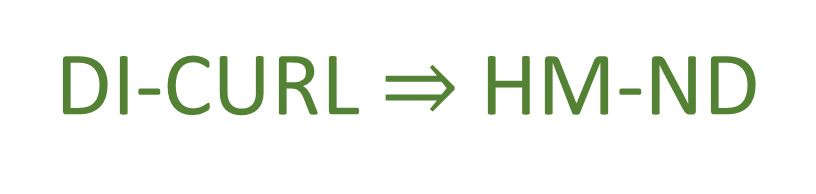 DI-CURL ⇒ HM-ND